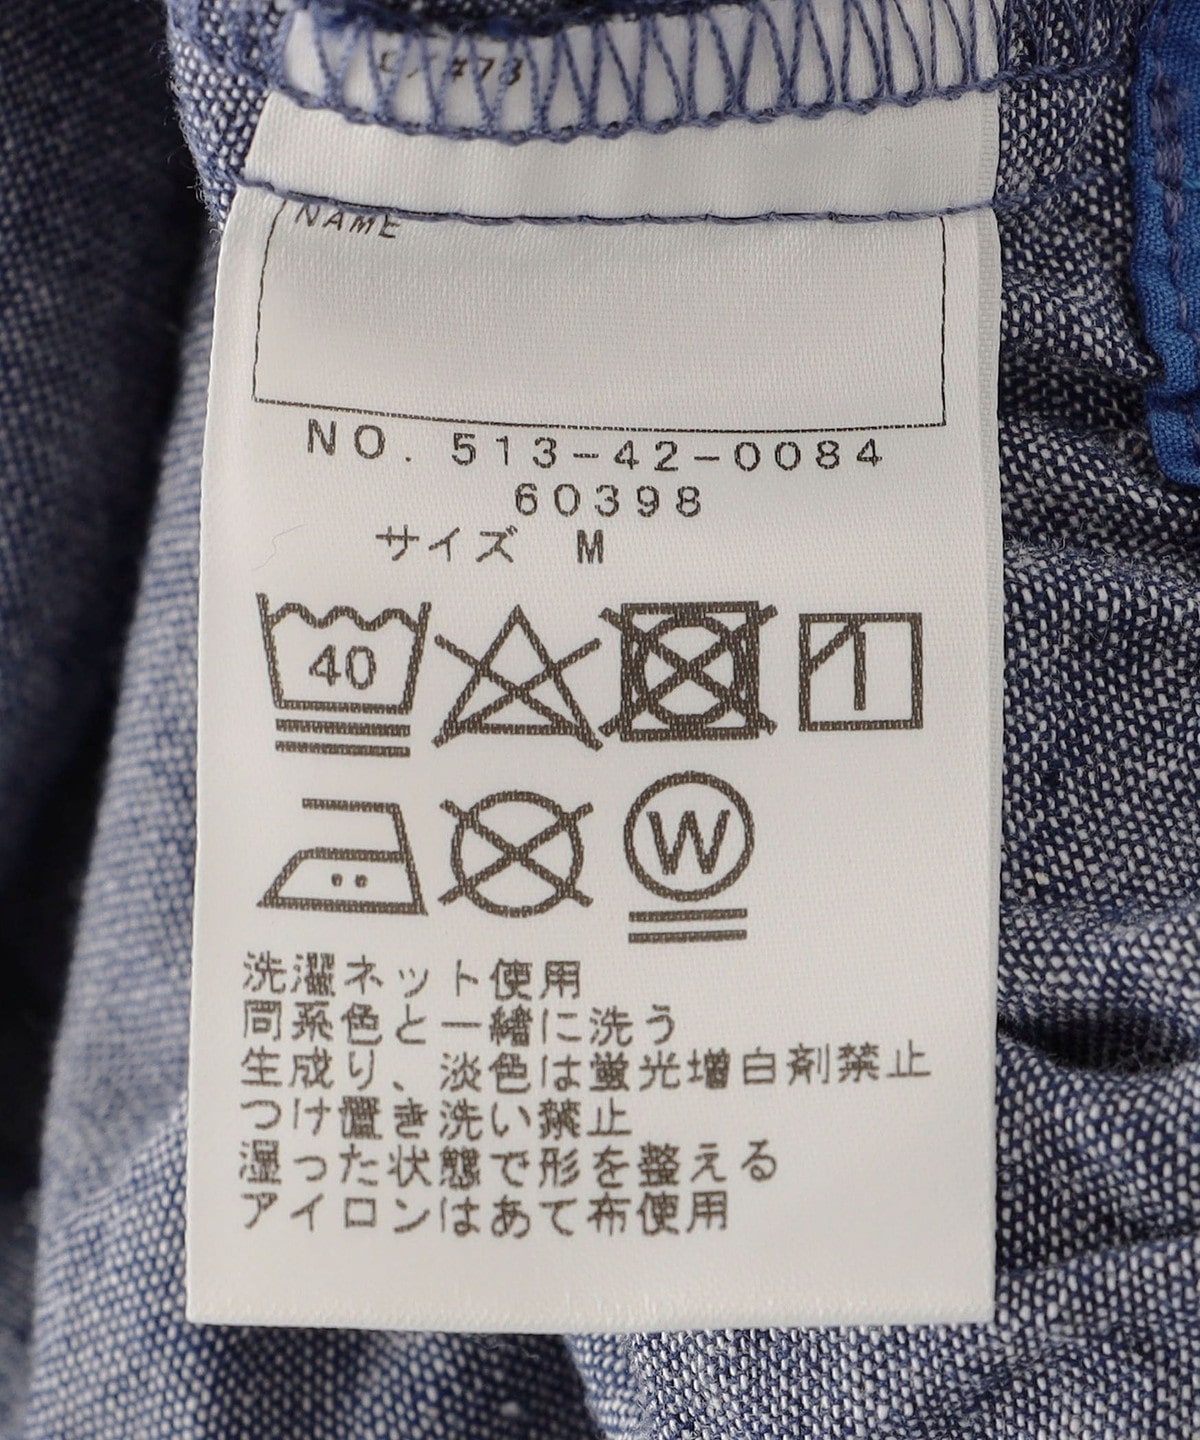 NAME
NO. 513-42-0084
60398
サイズ M
40
W
洗濯ネット使用
同系色と一緒に洗う
生成り、淡色は蛍光増白剤禁止
つけ置き洗い禁止
湿った状態で形を整える
アイロンはあて布使用